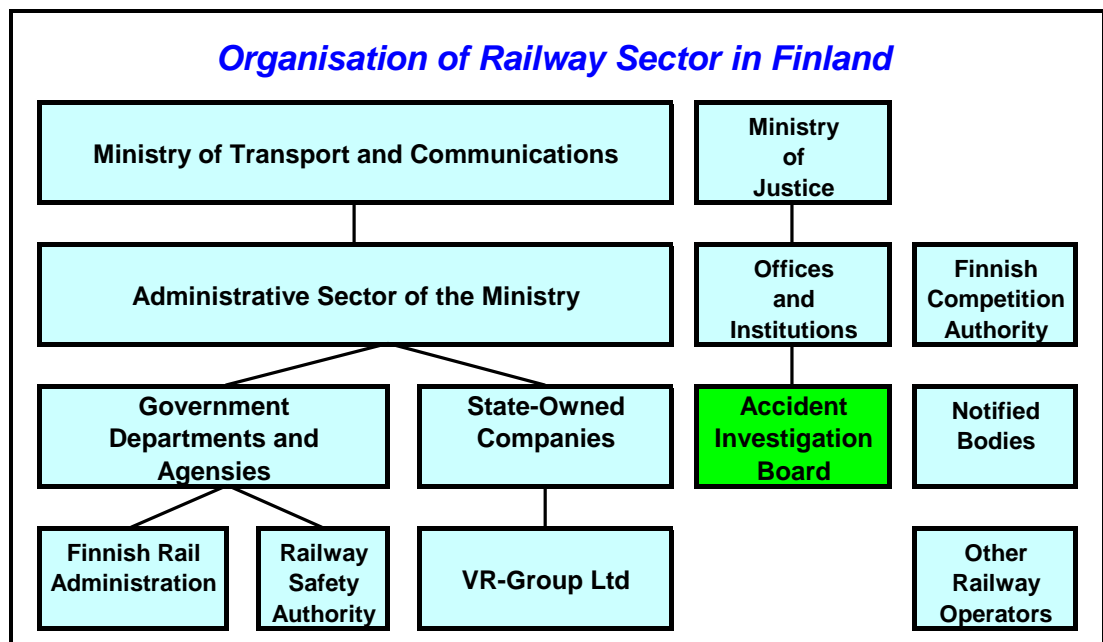 Organisation of Railway Sector in Finland
Ministry of Transport and Communications
Ministry
of
Justice
Administrative Sector of the Ministry
Offices
and
Institutions
Finnish
Competition
Authority
Government
Departments and
Agensies
State-Owned
Companies
Accident
Investigation
Board
Notified
Bodies
Finnish Rail
Administration
Railway
Safety
Authority
VR-Group Ltd
Other
Railway
Operators